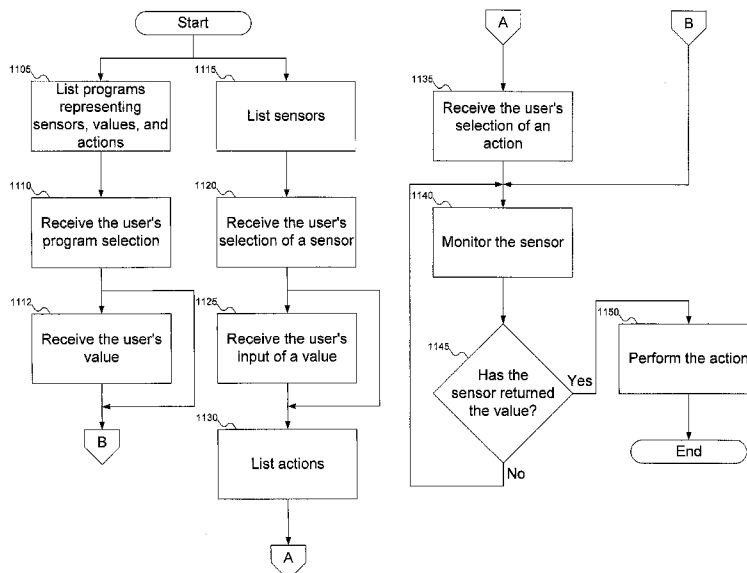 Start
1105
List programs
representing
sensors, values, and
actions
1110
Receive the user's
program selection
1112
Receive the user's
value
B
1115
List sensors
1120
Receive the user's
selection of a sensor
1125
Receive the user's
input of a value
1130
List actions
A
A
1135
Receive the user's
selection of an
action
B
1140
Monitor the sensor
1145
Has the
sensor returned
the value?
Yes
No
1150
Perform the action
End